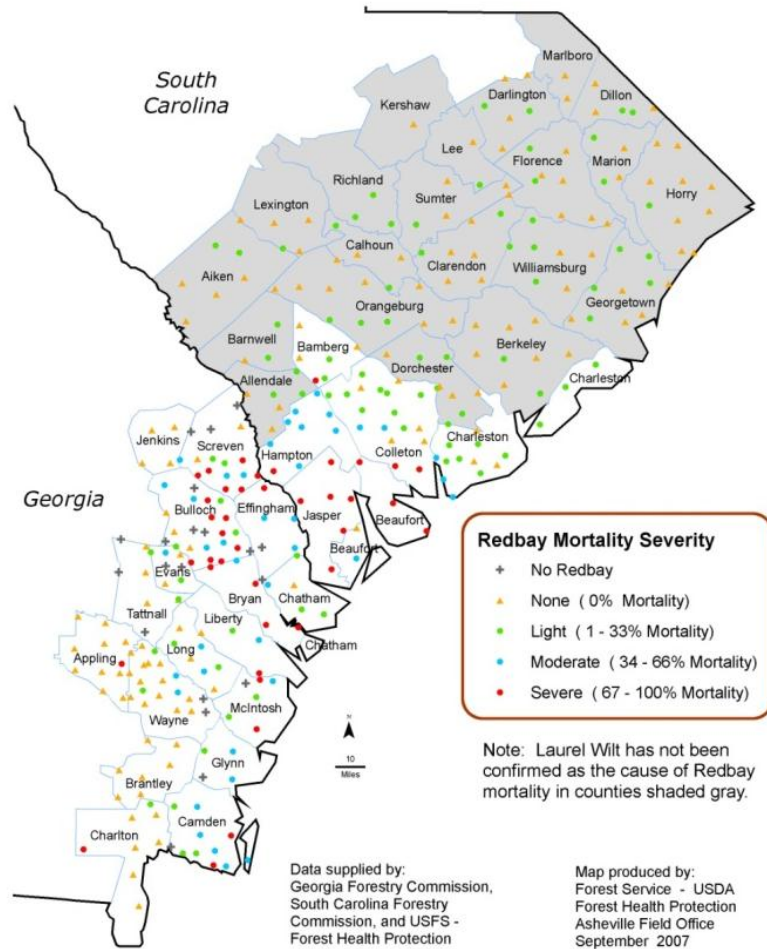 South
Carolina
Marlboro
Darlington
Dillon
Kershaw
Lee
Florence
Marion
Richland
Sumter
Horry
Lexington
Calhoun
Clarendon
Williamsburg
Aiken
Orangeburg
Georgetown
Barnwell
Bamberg
Berkeley
Dorchester
Charleston
Allendale
Jenkins
Screven
Hampton
Colleton
Charleston
Georgia
Bulloch
Effingham
Jasper
Beaufort
Beaufort
Evans
Bryan
Chatham
Tattnall
Liberty
Chatham
Long
Appling
Wayne
McIntosh
Glynn
Brantley
Camden
Charlton
N
10
Miles
Redbay Mortality Severity
No Redbay
None ( 0% Mortality)
Light ( 1 - 33% Mortality)
Moderate ( 34 - 66% Mortality)
Severe ( 67 - 100% Mortality)
Note: Laurel Wilt has not been
confirmed as the cause of Redbay
mortality in counties shaded gray.
Data supplied by:
Georgia Forestry Commission,
South Carolina Forestry
Commission, and USFS -
Forest Health Protection
Map produced by:
Forest Service - USDA
Forest Health Protection
Asheville Field Office
September 2007